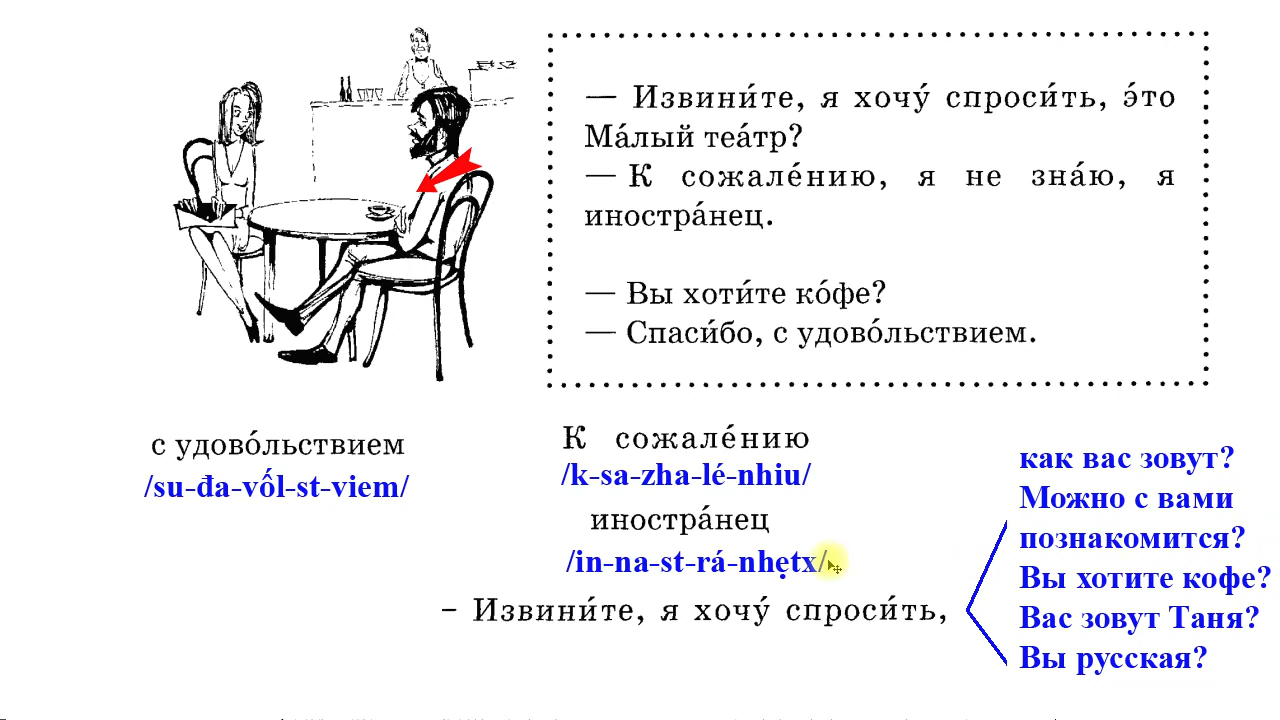 — Извини́те, я хочу́ спроси́ть, э́то
Ма́лый теа́тр?
— К сожале́нию, я не зна́ю, я
иностра́нец.
— Вы хоти́те ко́фе?
— Спаси́бо, с удово́льствием.
с удово́льствием
/su-đa-vốl-st-viem/
К сожале́нию
/k-sa-zha-lé-nhiu/
иностра́нец
/in-na-st-rá-nhẹtx/
– Извини́те, я хочу́ спроси́ть,
как вас зовут?
Можно с вами
познакомится?
Вы хотите кофе?
Вас зовут Таня?
Вы русская?